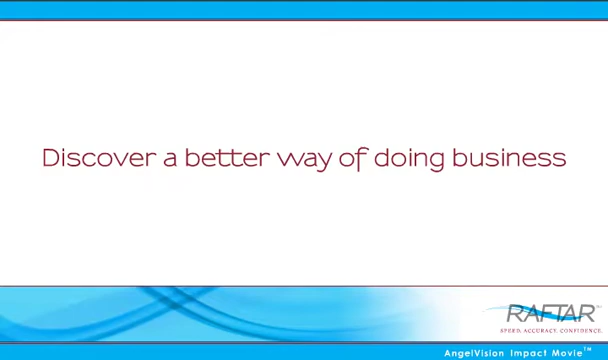 Discover a better way of doing business
RAFTAR
SPEED. ACCURACY. CONFIDENCE.
AngelVision Impact Movie™